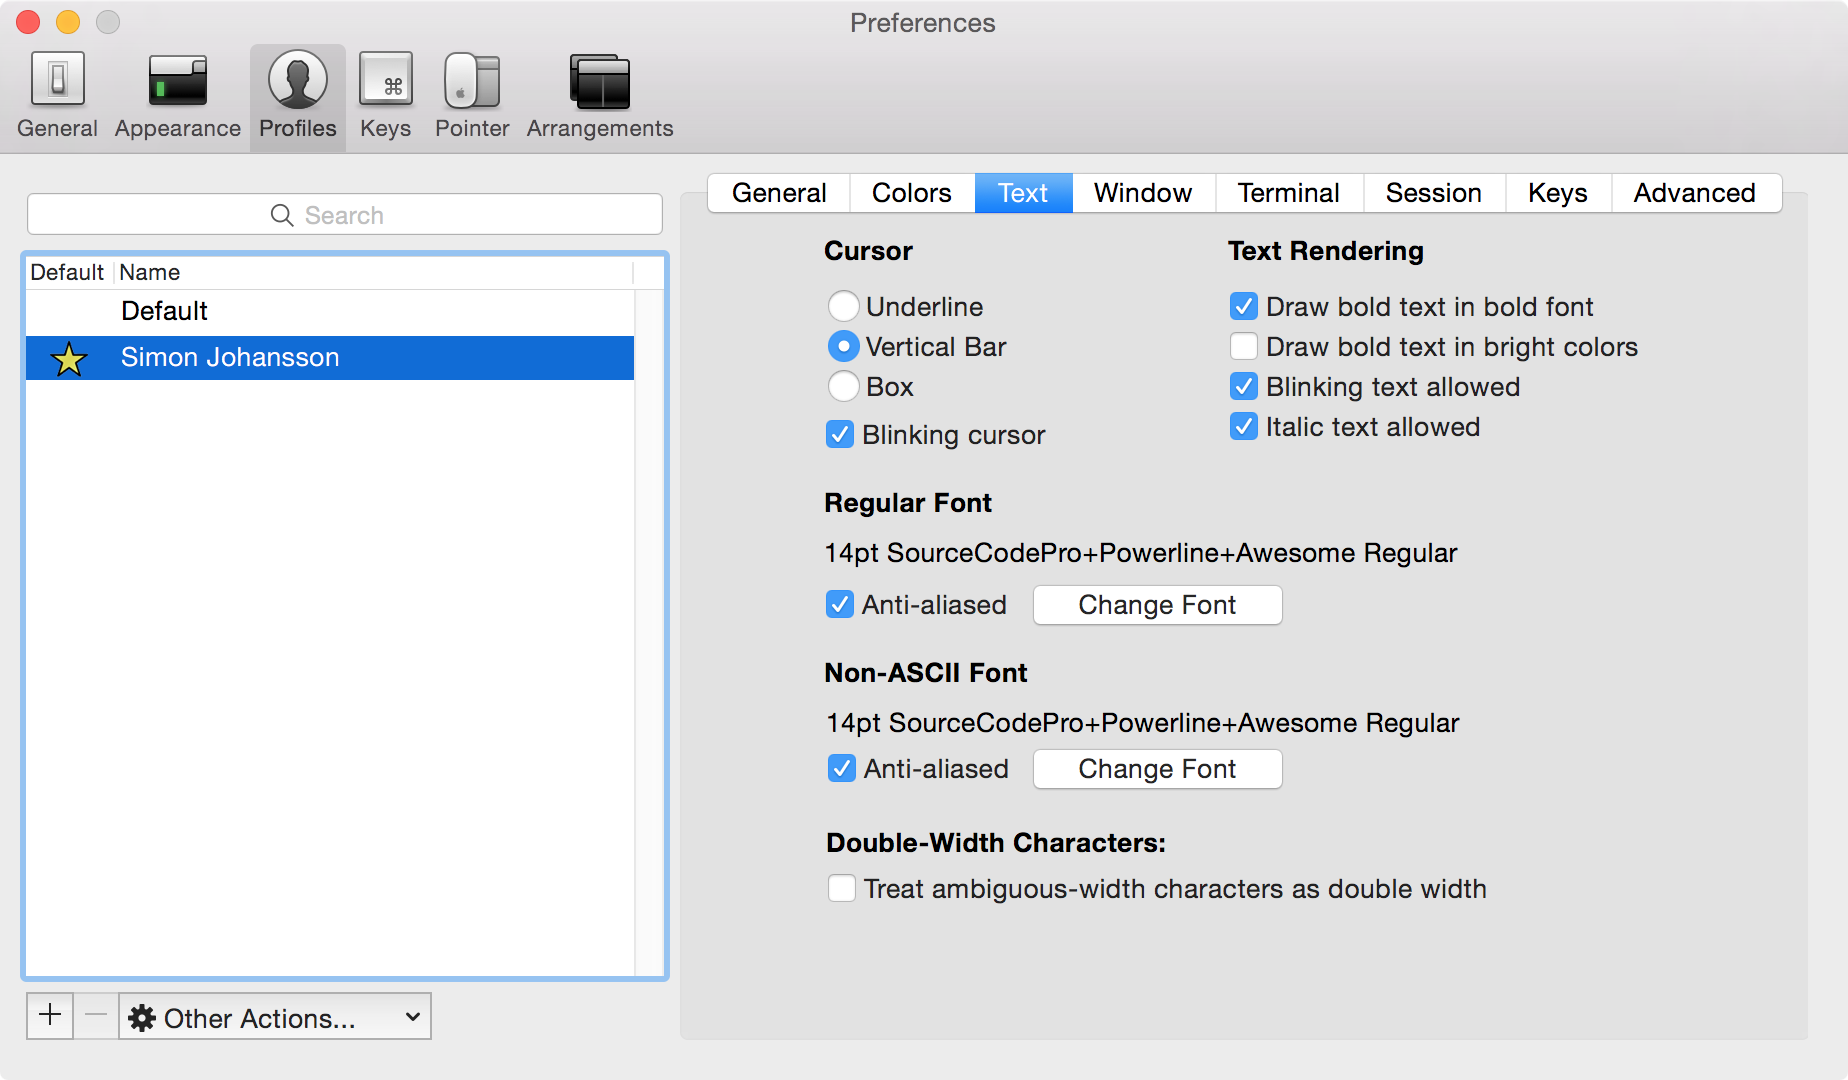 Preferences
General Appearance Profiles Keys Pointer Arrangements
Search
Default Name
Default
Simon Johansson
Other Actions...
General Colors Text Window Terminal Session Keys Advanced
Cursor
Underline
Vertical Bar
Box
Blinking cursor
Text Rendering
Draw bold text in bold font
Draw bold text in bright colors
Blinking text allowed
Italic text allowed
Regular Font
14pt SourceCodePro+Powerline+Awesome Regular
Anti-aliased Change Font
Non-ASCII Font
14pt SourceCodePro+Powerline+Awesome Regular
Anti-aliased Change Font
Double-Width Characters:
Treat ambiguous-width characters as double width